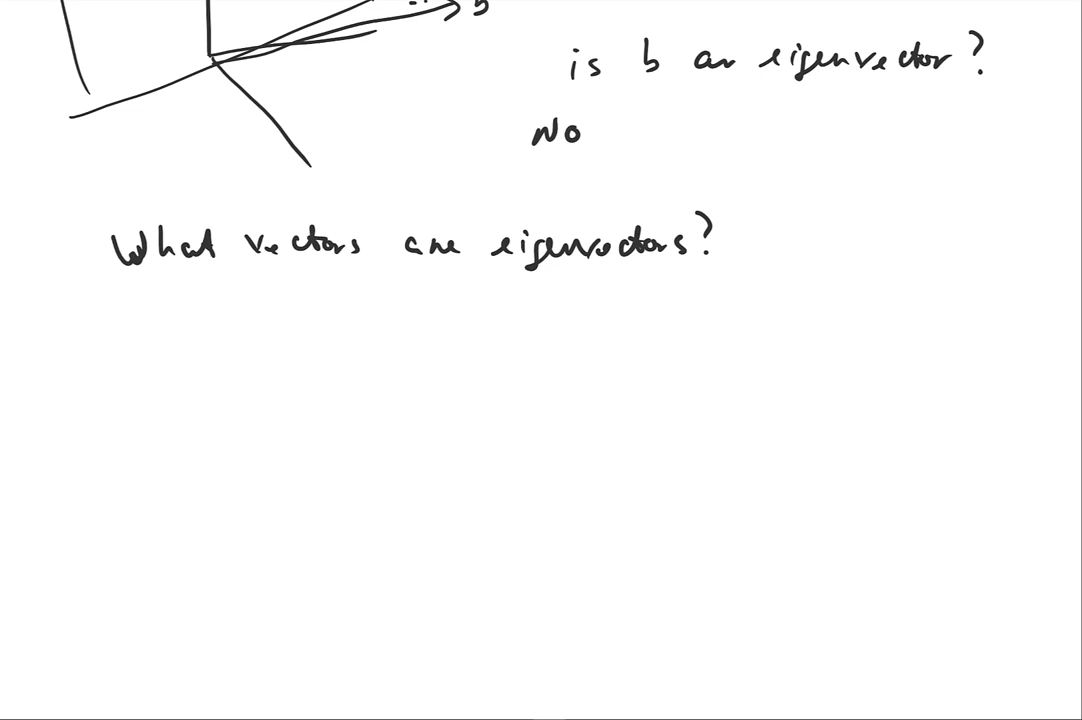 b
is b an eigenvector?
No
What vectors are eigenvectors?